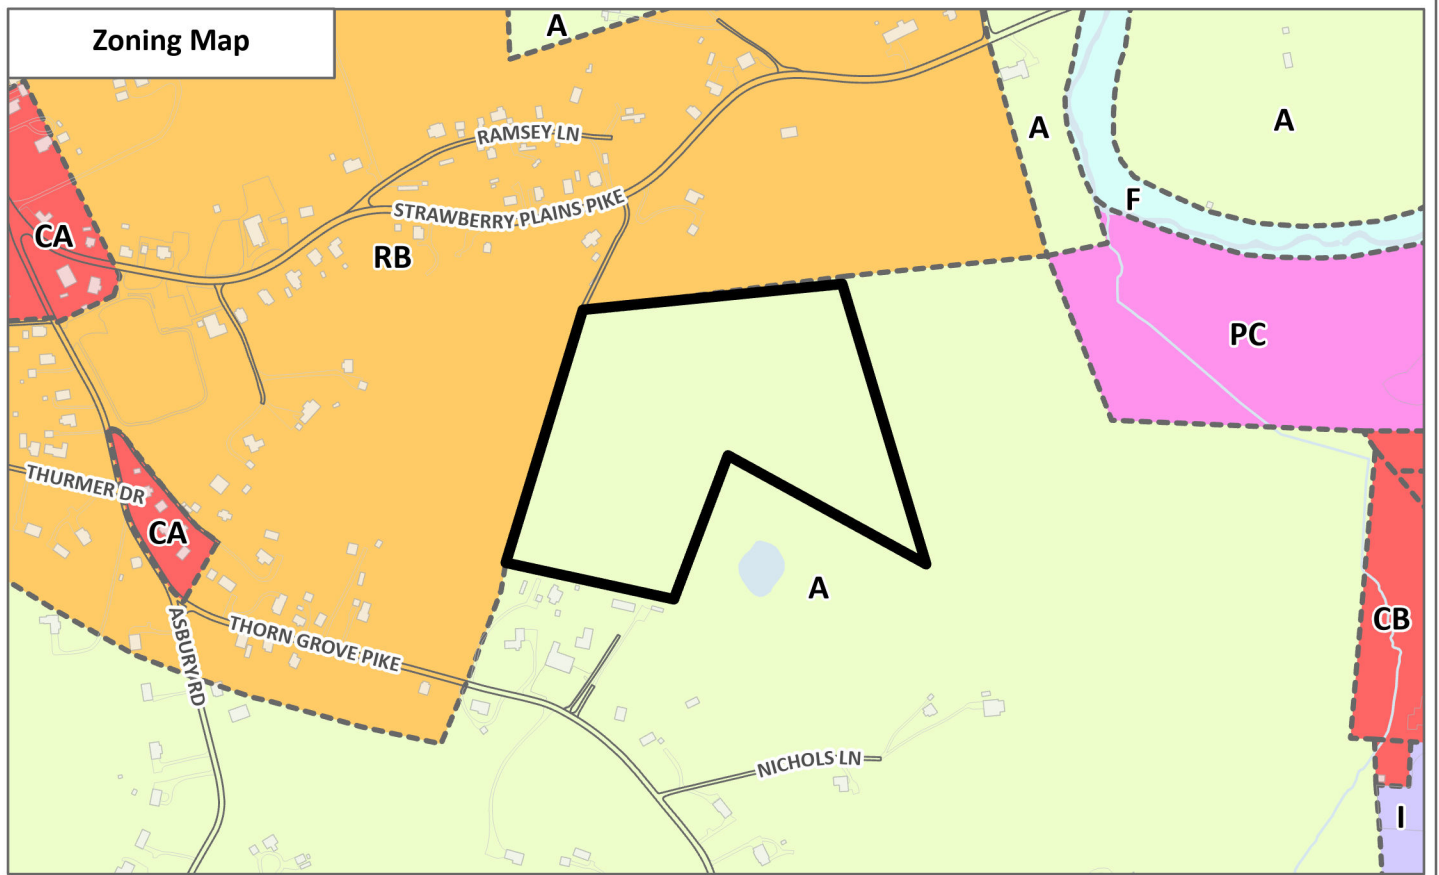 Zoning Map
A
RAMSEY LN
A
A
STRAWBERRY PLAINS PIKE
F
CA
RB
PC
THURMER DR
CA
A
ASBURY RD
THORN GROVE PIKE
CB
NICHOLS LN
I